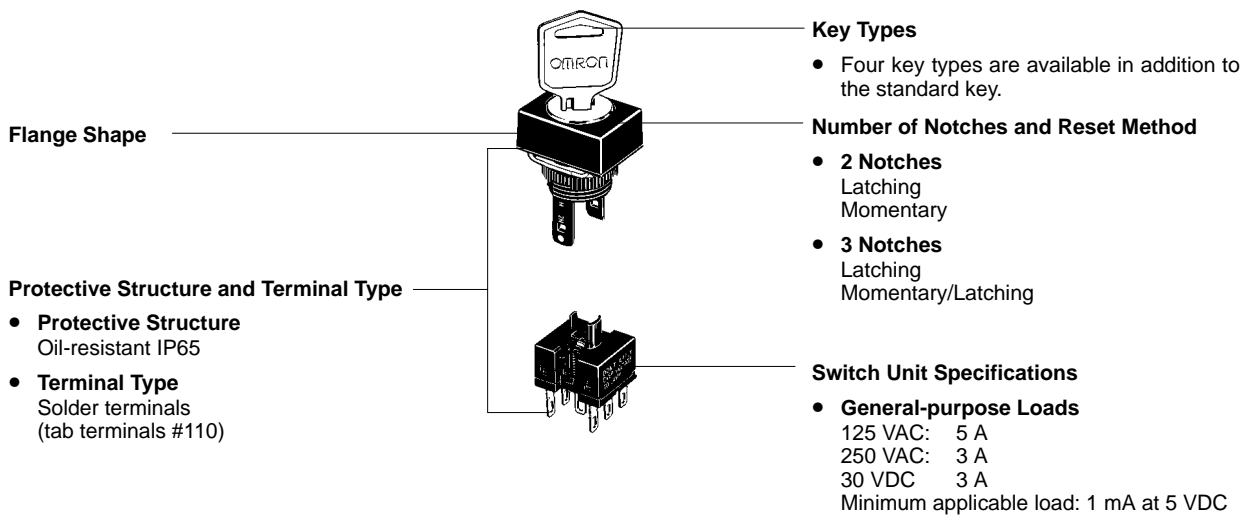 OMRON
Flange Shape
Protective Structure and Terminal Type
• Protective Structure
Oil-resistant IP65
• Terminal Type
Solder terminals
(tab terminals #110)
Key Types
• Four key types are available in addition to
the standard key.
Number of Notches and Reset Method
• 2 Notches
Latching
Momentary
• 3 Notches
Latching
Momentary/Latching
Switch Unit Specifications
• General-purpose Loads
125 VAC: 5 A
250 VAC: 3 A
30 VDC 3 A
Minimum applicable load: 1 mA at 5 VDC